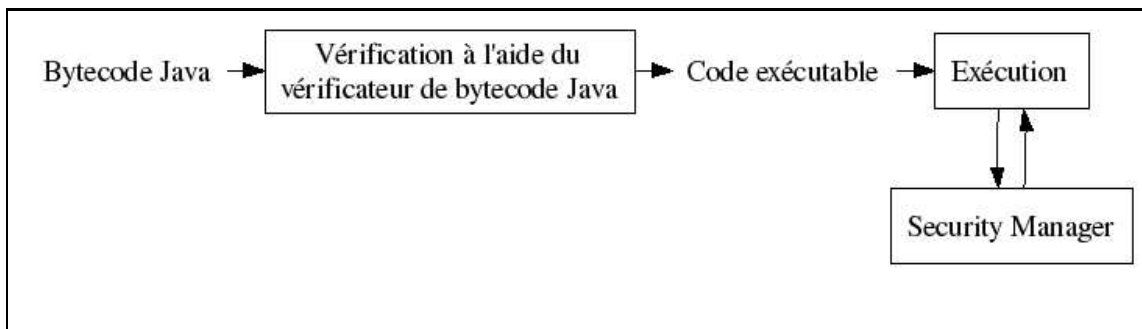 Bytecode Java
Vérification à l'aide du
vérificateur de bytecode Java
Code exécutable
Exécution
Security Manager